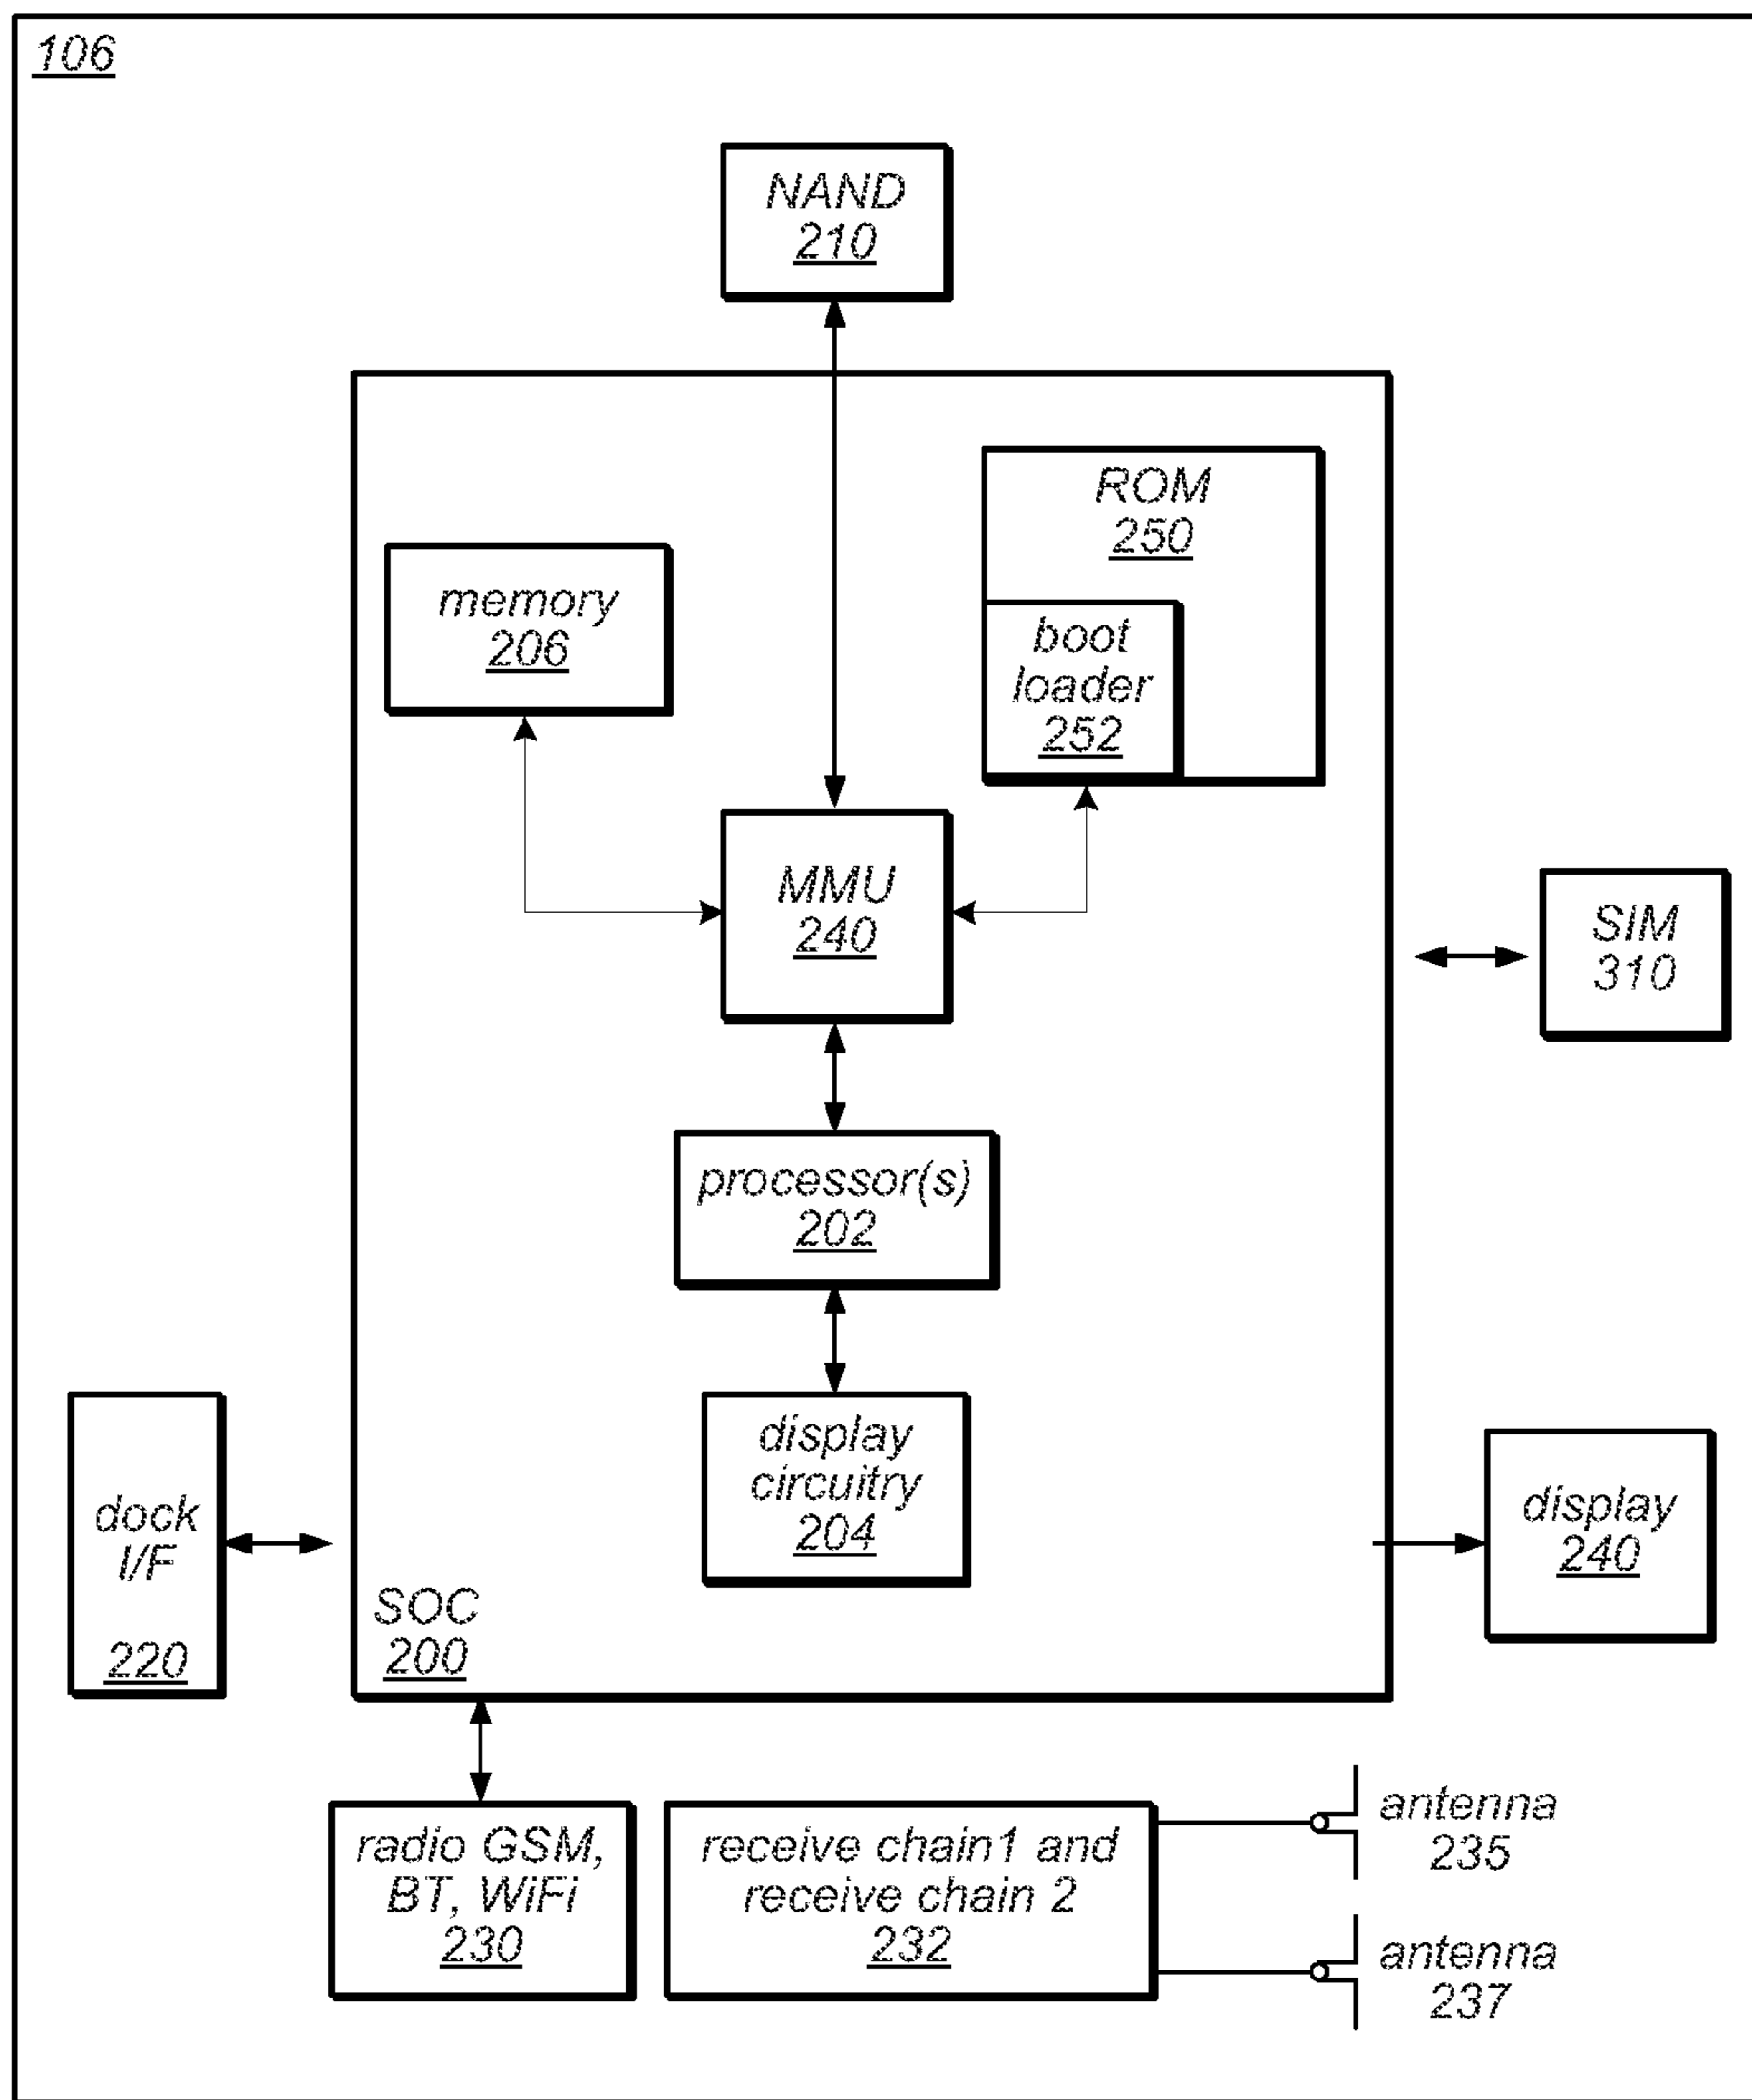 106
NAND
210
ROM
250
memory
206
boot
loader
252
MMU
240
SIM
310
processor(s)
202
display
circuitry
204
dock
I/F
220
display
240
SOC
200
radio GSM,
BT, WiFi
230
receive chain1 and
receive chain 2
232
antenna
235
antenna
237